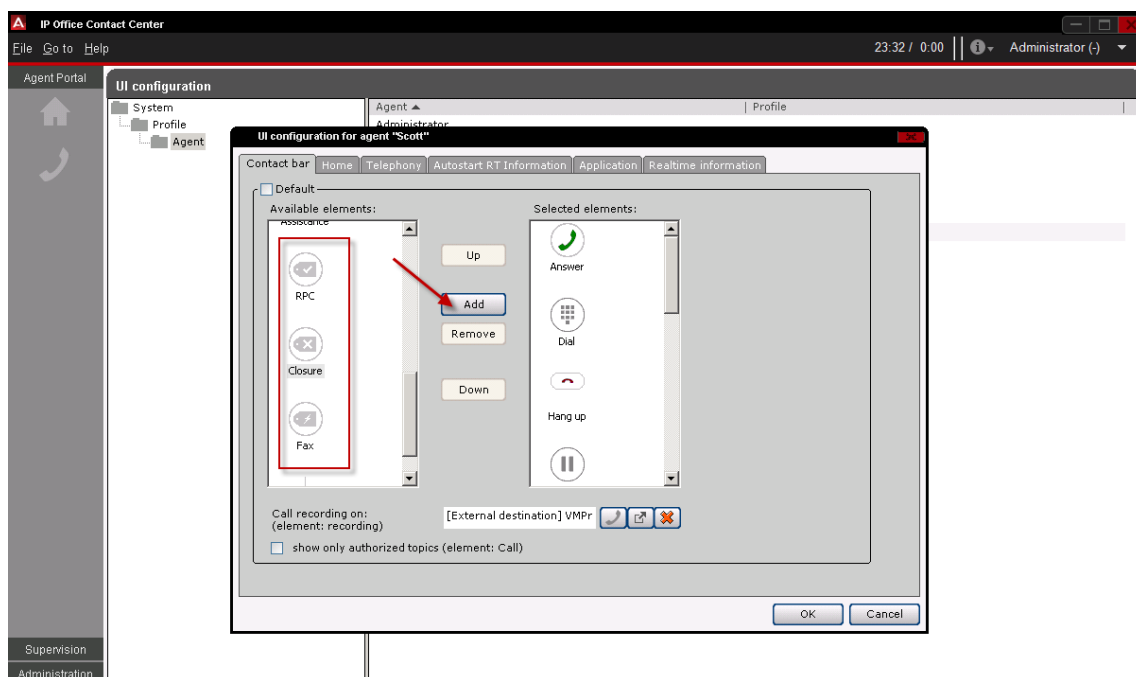 IP Office Contact Center
File Go to Help
23:32 / 0:00
Administrator (-)
Agent Portal
UI configuration
System
Profile
Agent
Agent
Profile
Administrator
UI configuration for agent "Scott"
Contact bar
Home
Telephony
Autostart RT Information
Application
Realtime information
Default
Available elements:
Selected elements:
Assistance
RPC
Closure
Fax
Up
Add
Remove
Down
Answer
Dial
Hang up
Call recording on:
(element: recording)
[External destination] VMPr
show only authorized topics (element: Call)
OK
Cancel
Supervision
Administration